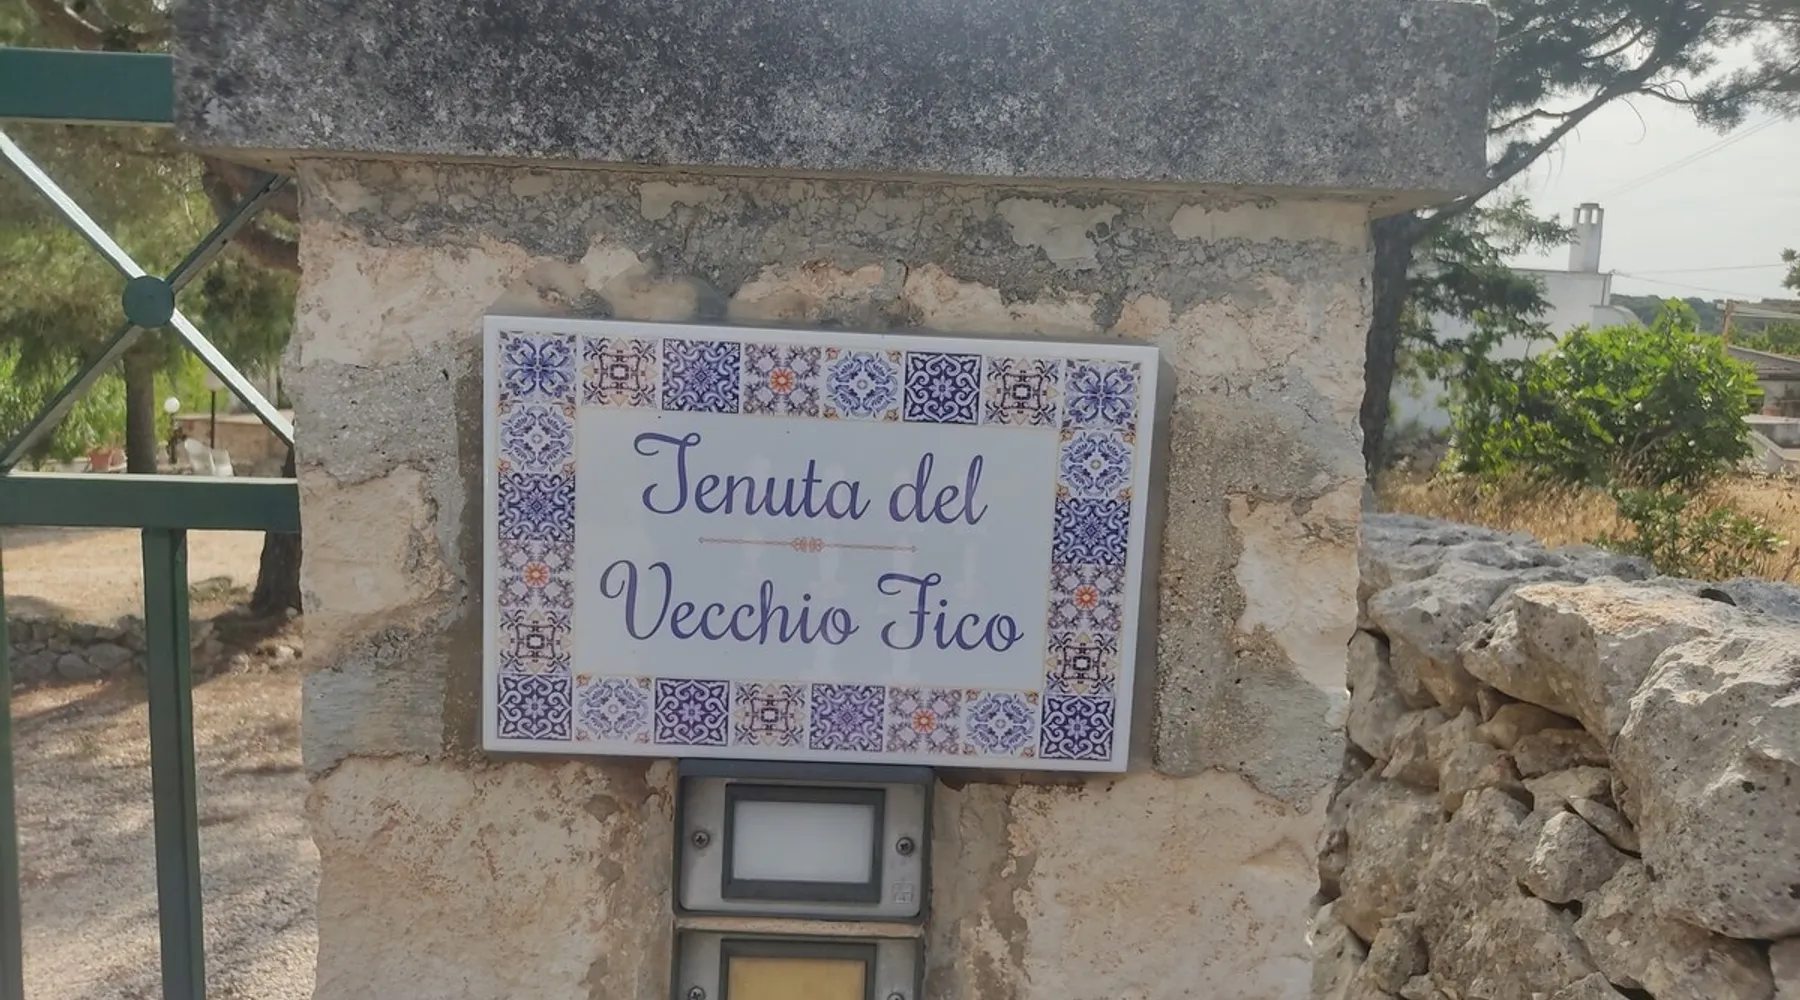 Tenuta del
Vecchio Fico